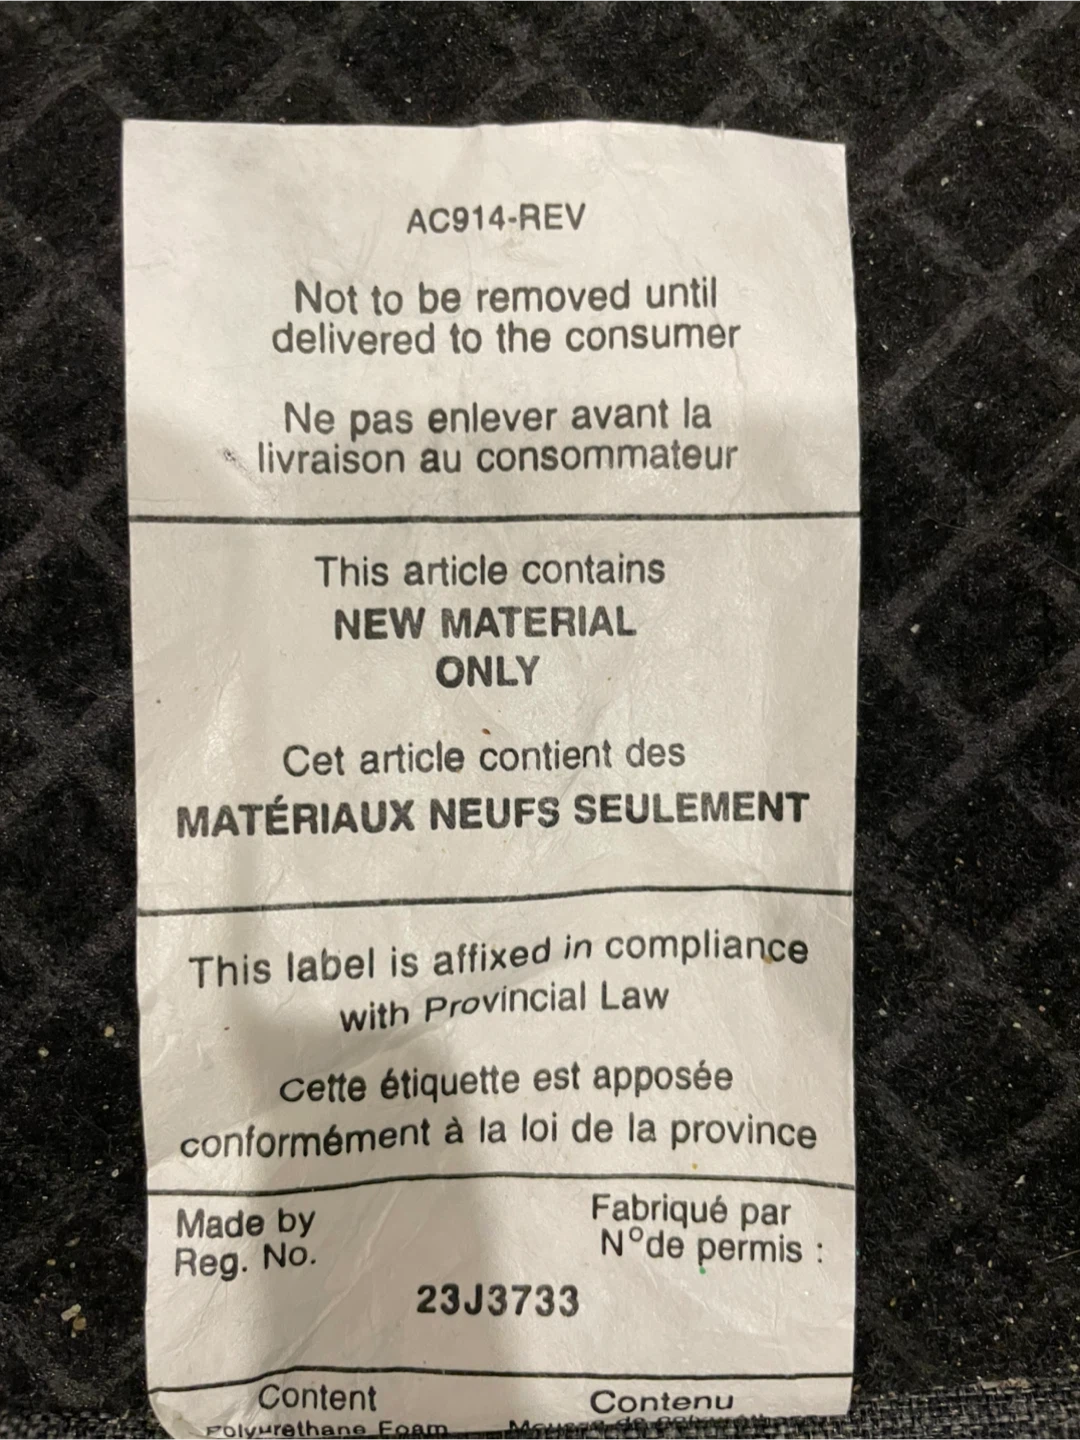 AC914-REV
Not to be removed until
delivered to the consumer
Ne pas enlever avant la
livraison au consommateur
This article contains
NEW MATERIAL
ONLY
Cet article contient des
MATÉRIAUX NEUFS SEULEMENT
This label is affixed in compliance
with Provincial Law
Cette étiquette est apposée
conformément à la loi de la province
Made by
Reg. No.
Fabriqué par
N° de permis :
23J3733
Content
Contenu
Polyurethane Foam
Mousse de